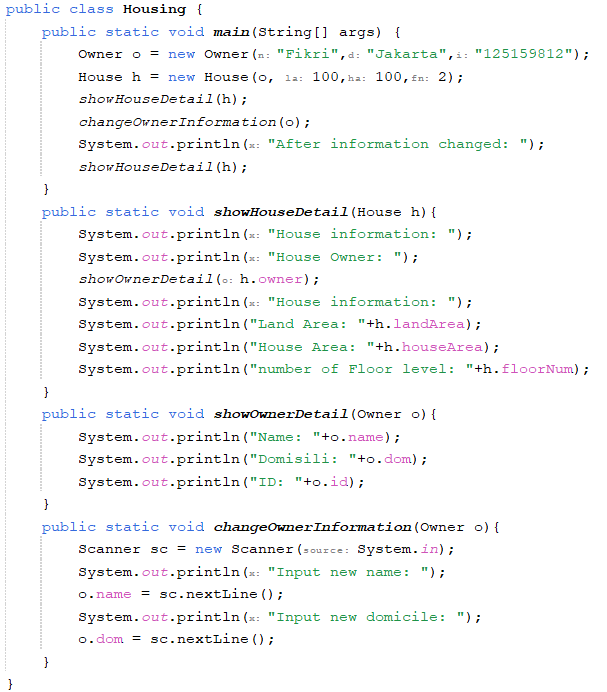 public class Housing {
    public static void main(String[] args) {
        Owner o = new Owner(n: "Fikri",d: "Jakarta",i: "125159812");
        House h = new House(o, la: 100,ha: 100,fn: 2);
        showHouseDetail(h);
        changeOwnerInformation(o);
        System.out.println(x: "After information changed: ");
        showHouseDetail(h);
    }
    public static void showHouseDetail(House h){
        System.out.println(x: "House information: ");
        System.out.println(x: "House Owner: ");
        showOwnerDetail(o: h.owner);
        System.out.println(x: "House information: ");
        System.out.println("Land Area: "+h.landArea);
        System.out.println("House Area: "+h.houseArea);
        System.out.println("number of Floor level: "+h.floorNum);
    }
    public static void showOwnerDetail(Owner o){
        System.out.println("Name: "+o.name);
        System.out.println("Domisili: "+o.dom);
        System.out.println("ID: "+o.id);
    }
    public static void changeOwnerInformation(Owner o){
        Scanner sc = new Scanner(source: System.in);
        System.out.println(x: "Input new name: ");
        o.name = sc.nextLine();
        System.out.println(x: "Input new domicile: ");
        o.dom = sc.nextLine();
    }
}